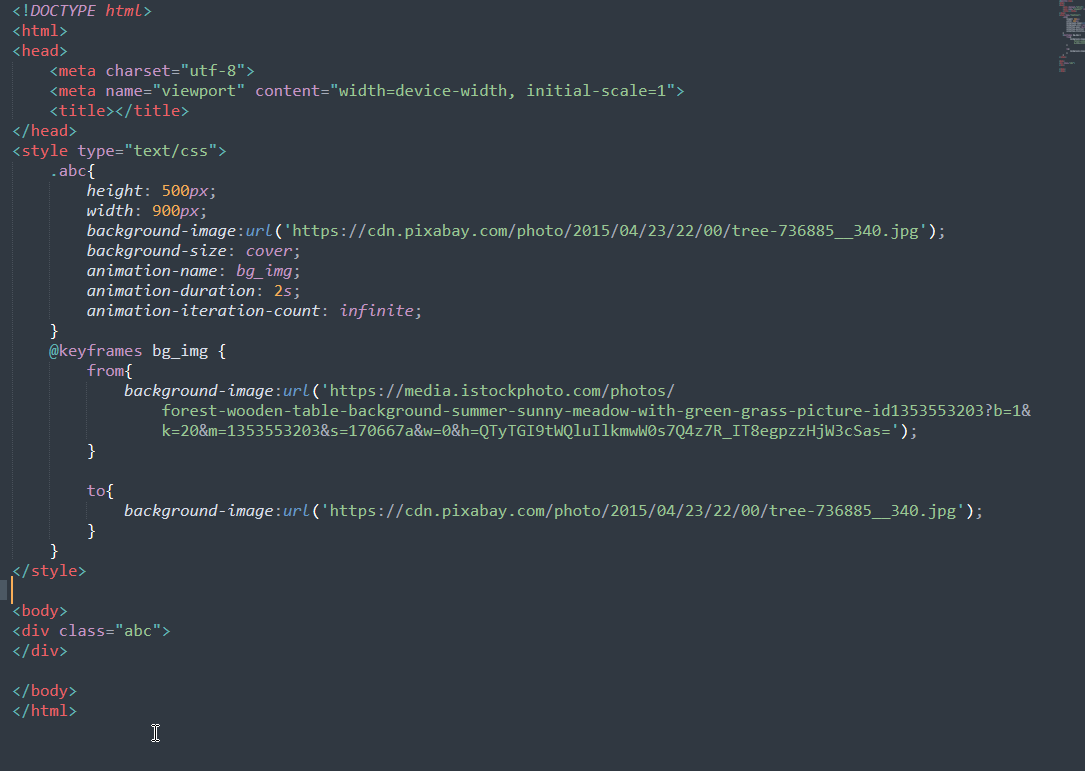 <!DOCTYPE html>
<html>
<head>
    <meta charset="utf-8">
    <meta name="viewport" content="width=device-width, initial-scale=1">
    <title></title>
</head>
<style type="text/css">
    .abc{
        height: 500px;
        width: 900px;
        background-image:url('https://cdn.pixabay.com/photo/2015/04/23/22/00/tree-736885__340.jpg');
        background-size: cover;
        animation-name: bg_img;
        animation-duration: 2s;
        animation-iteration-count: infinite;
    }
    @keyframes bg_img {
        from{
            background-image:url('https://media.istockphoto.com/photos/
                forest-wooden-table-background-summer-sunny-meadow-with-green-grass-picture-id1353553203?b=1&
                k=20&m=1353553203&s=170667a&w=0&h=QTyTGI9tWQluIlkmwW0s7Q4z7R_IT8egpzzHjW3cSas=');
        }

        to{
            background-image:url('https://cdn.pixabay.com/photo/2015/04/23/22/00/tree-736885__340.jpg');
        }
    }
</style>

<body>
<div class="abc">
</div>

</body>
</html>